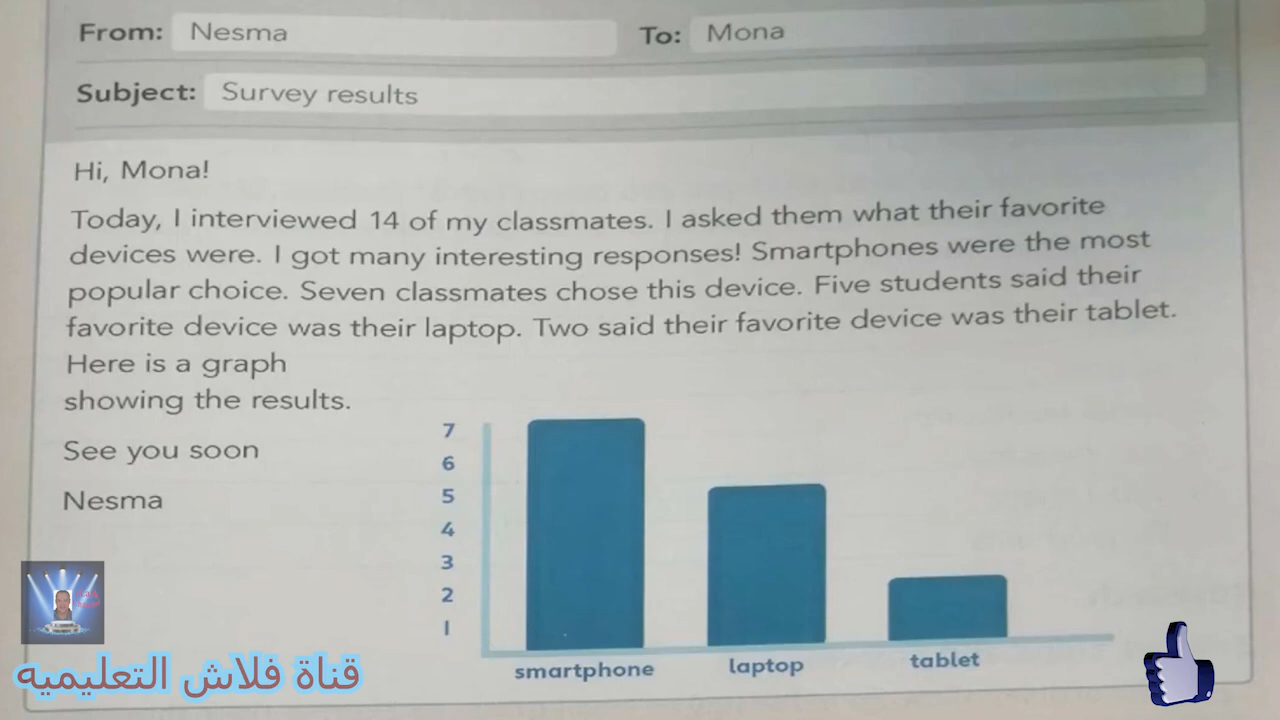 From: Nesma To: Mona
Subject: Survey results
Hi, Mona!
Today, I interviewed 14 of my classmates. I asked them what their favorite
devices were. I got many interesting responses! Smartphones were the most
popular choice. Seven classmates chose this device. Five students said their
favorite device was their laptop. Two said their favorite device was their tablet.
Here is a graph
showing the results.
See you soon
Nesma
7
6
5
4
3
2
1
smartphone laptop tablet
قناة فلاش التعليميه